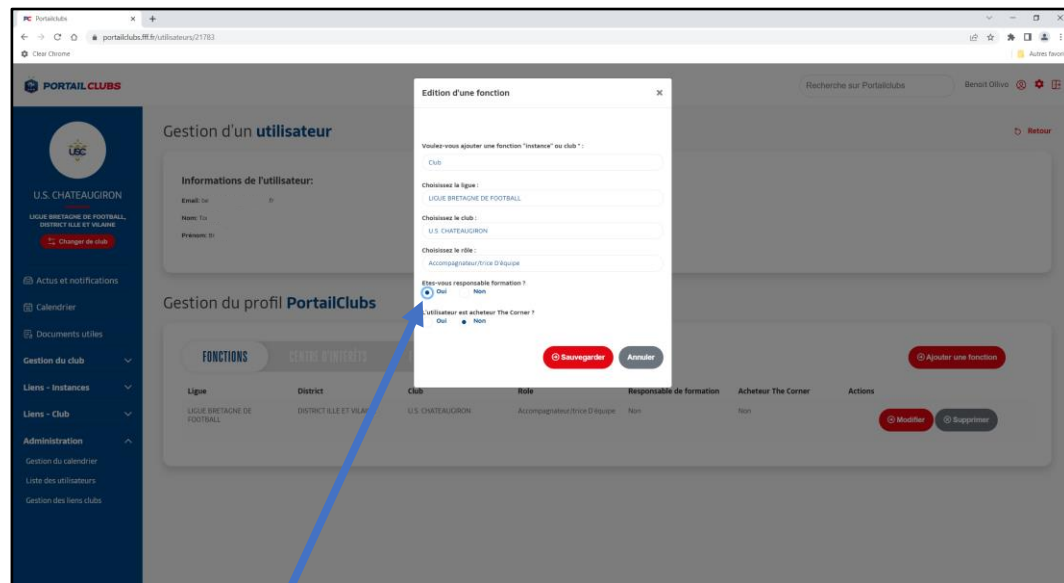 Portailclubs
portailclubs.fff.fr/utilisateurs/21783
Clear Chrome
Autres favoris
PORTAIL CLUBS
Recherche sur Portailclubs
Benoit Ollivo
USC
U.S. CHATEAUGIRON
LIGUE BRETAGNE DE FOOTBALL,
DISTRICT ILLE ET VILAINE
Changer de club
Actus et notifications
Calendrier
Documents utiles
Gestion du club
Liens - Instances
Liens - Club
Administration
Gestion du calendrier
Liste des utilisateurs
Gestion des liens clubs
Gestion d'un utilisateur
Retour
Informations de l'utilisateur:
Email:
Nom:
Prénom:
Gestion du profil PortailClubs
FONCTIONS
CENTRE D'INTERÊTS
Ajouter une fonction
Ligue District Club Role Responsable de formation Acheteur The Corner Actions
LIGUE BRETAGNE DE FOOTBALL
DISTRICT ILLE ET VILAINE
U.S. CHATEAUGIRON
Accompagnateur/trice D'équipe
Non
Non
Modifier
Supprimer
Edition d'une fonction
Voulez-vous ajouter une fonction "instance" ou club * :
Club
Choisissez la ligue :
LIGUE BRETAGNE DE FOOTBALL
Choisissez le club :
U.S. CHATEAUGIRON
Choisissez le rôle :
Accompagnateur/trice D'équipe
Etes-vous responsable formation ?
Oui Non
L'utilisateur est acheteur The Corner ?
Oui Non
Sauvegarder
Annuler